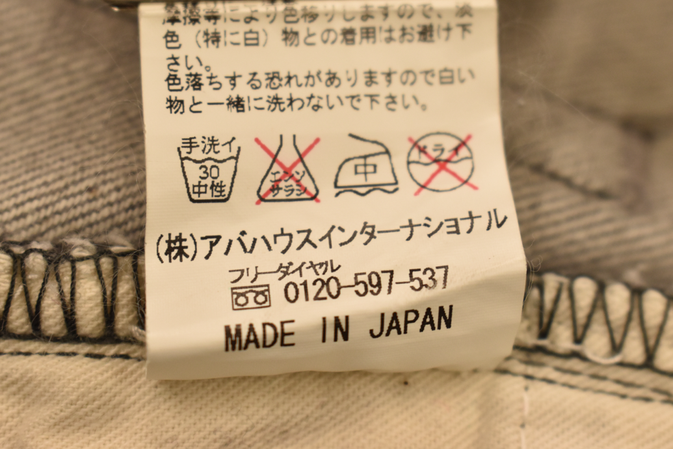 摩擦等により色移りしますので、淡
色（特に白）物との着用はお避け下
さい。
色落ちする恐れがありますので白い
物と一緒に洗わないで下さい。
手洗イ
30
中性
エンソ
サラシ
中
ドライ
(株)アバハウスインターナショナル
フリーダイヤル
0120-597-537
MADE IN JAPAN